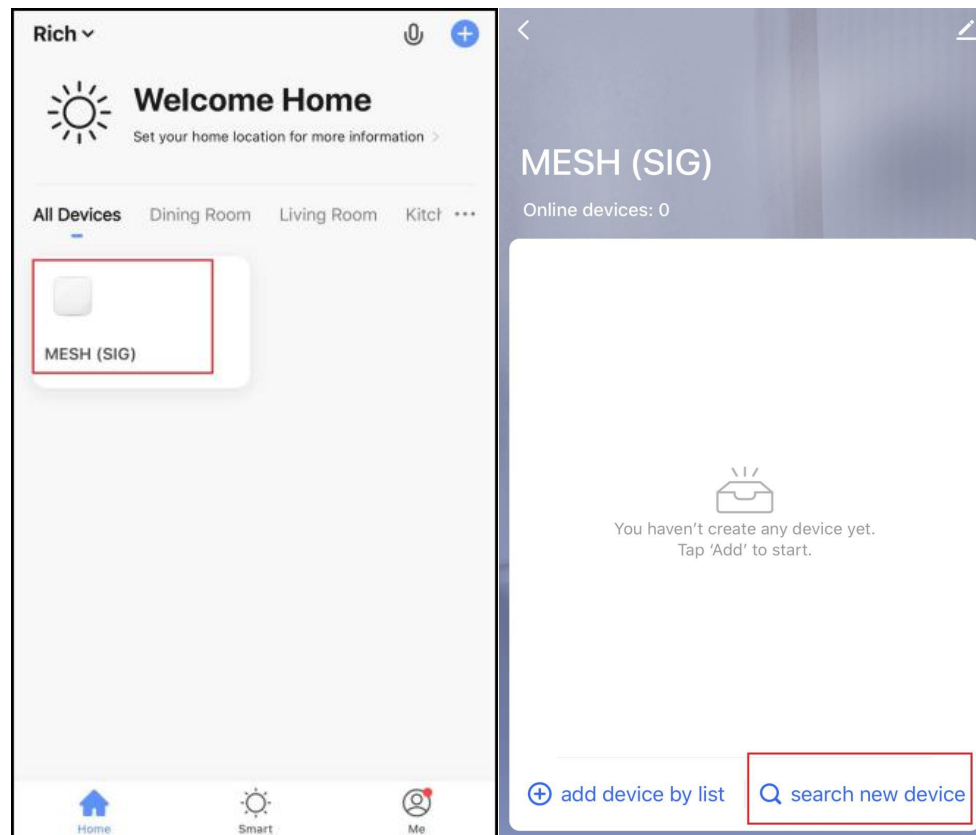 Rich
Welcome Home
Set your home location for more information
All Devices Dining Room Living Room Kitch
MESH (SIG)
Home Smart Me
MESH (SIG)
Online devices: 0
You haven’t create any device yet.
Tap ‘Add’ to start.
add device by list search new device